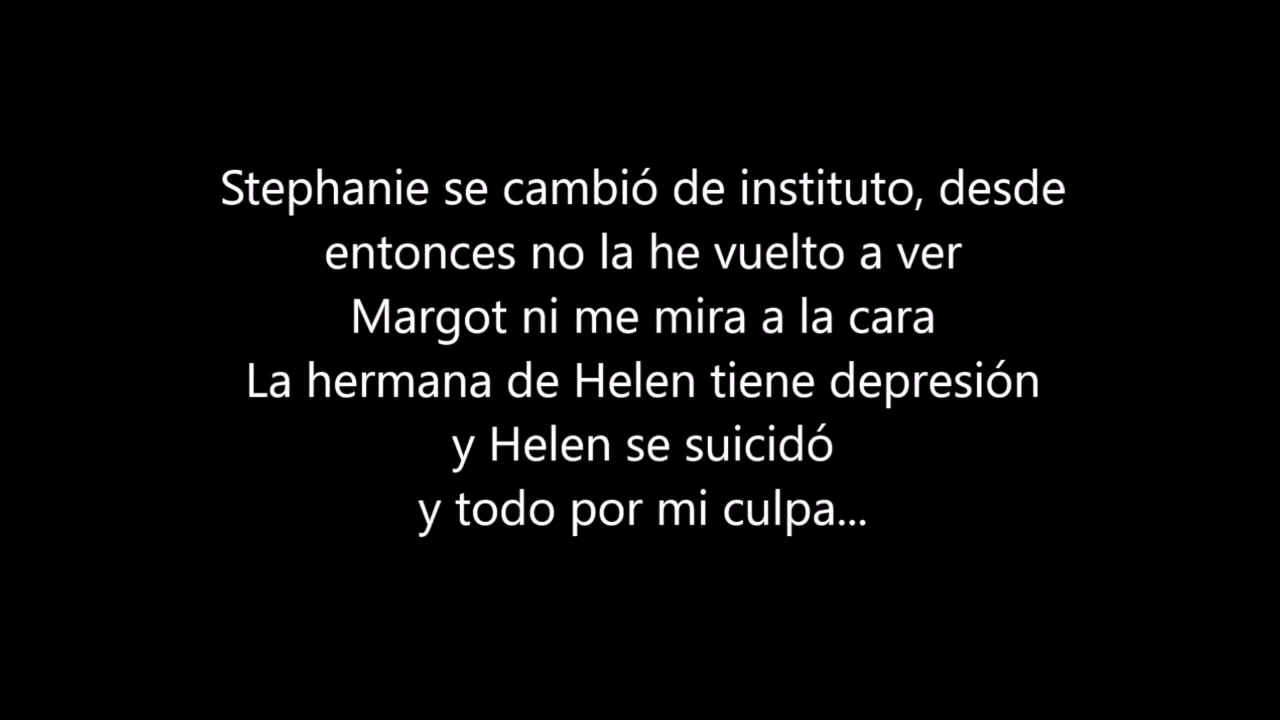 Stephanie se cambió de instituto, desde
entonces no la he vuelto a ver
Margot ni me mira a la cara
La hermana de Helen tiene depresión
y Helen se suicidó
y todo por mi culpa...